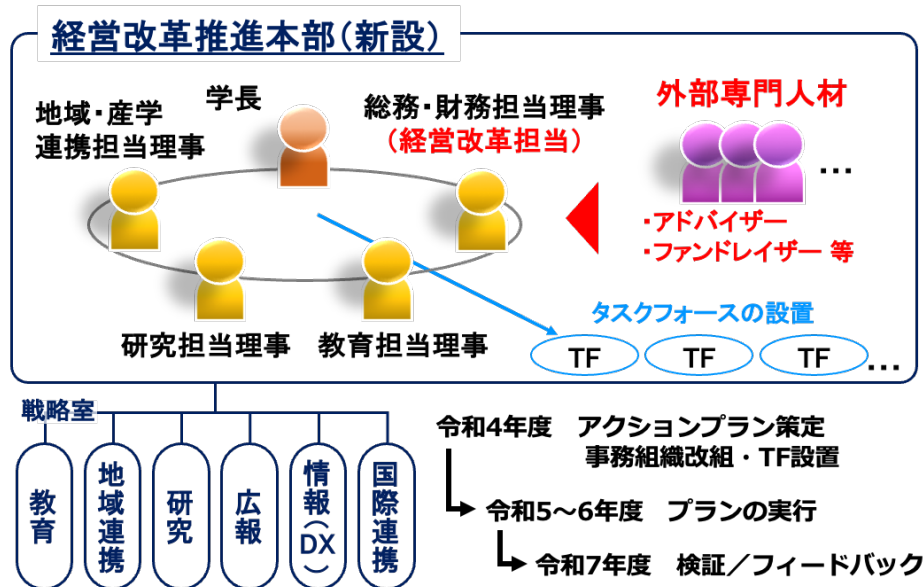 経営改革推進本部（新設）
学長
地域・産学
連携担当理事
総務・財務担当理事
（経営改革担当）
外部専門人材
…
・アドバイザー
・ファンドレイザー 等
研究担当理事
教育担当理事
タスクフォースの設置
TF
TF
TF
…
戦略室
教育
地域連携
研究
広報
情報（DX）
国際連携
令和4年度　アクションプラン策定
事務組織改組・TF設置
令和5～6年度　プランの実行
令和7年度　検証／フィードバック